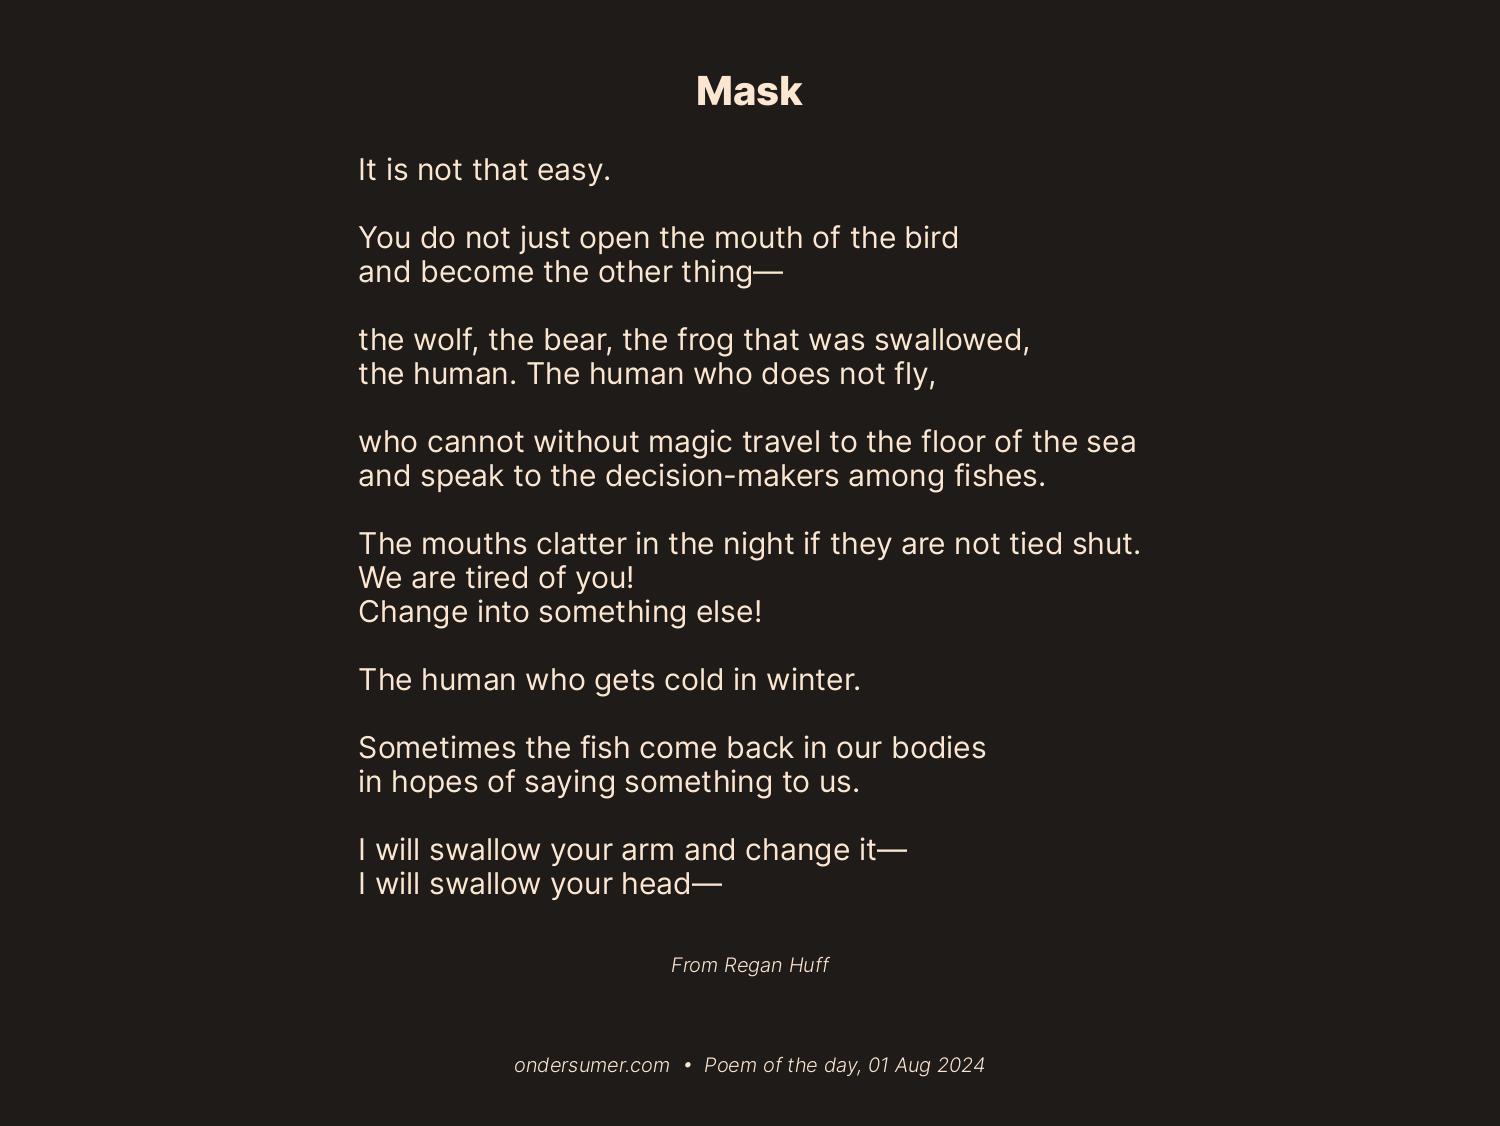 Mask
It is not that easy.
You do not just open the mouth of the bird
and become the other thing—
the wolf, the bear, the frog that was swallowed,
the human. The human who does not fly,
who cannot without magic travel to the floor of the sea
and speak to the decision-makers among fishes.
The mouths clatter in the night if they are not tied shut.
We are tired of you!
Change into something else!
The human who gets cold in winter.
Sometimes the fish come back in our bodies
in hopes of saying something to us.
I will swallow your arm and change it—
I will swallow your head—
From Regan Huff
ondersumer.com • Poem of the day, 01 Aug 2024